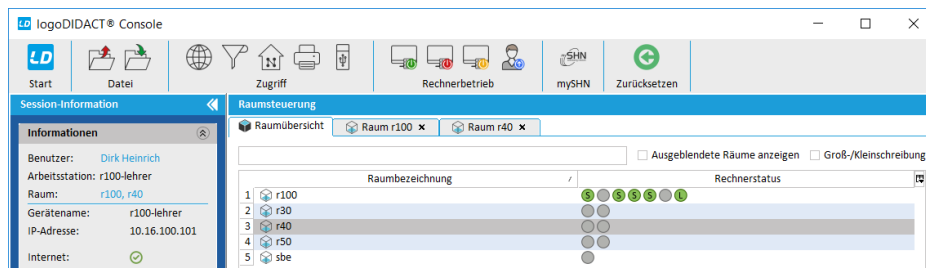 LD logoDIDACT® Console
LD
N
SHN
Start Datei Zugriff Rechnerbetrieb mySHN Zurücksetzen
Session-Information
Raumsteuerung
Informationen
Raumübersicht Raum r100 × Raum r40 ×
Benutzer: Dirk Heinrich
Ausgeblendete Räume anzeigen Groß-/Kleinschreibung
Arbeitsstation: r100-lehrer
Raumbezeichnung Rechnerstatus
Raum: r100, r40
1 r100 S S S S L
Gerätename: r100-lehrer
2 r30
IP-Adresse: 10.16.100.101
3 r40
4 r50
Internet:
5 sbe